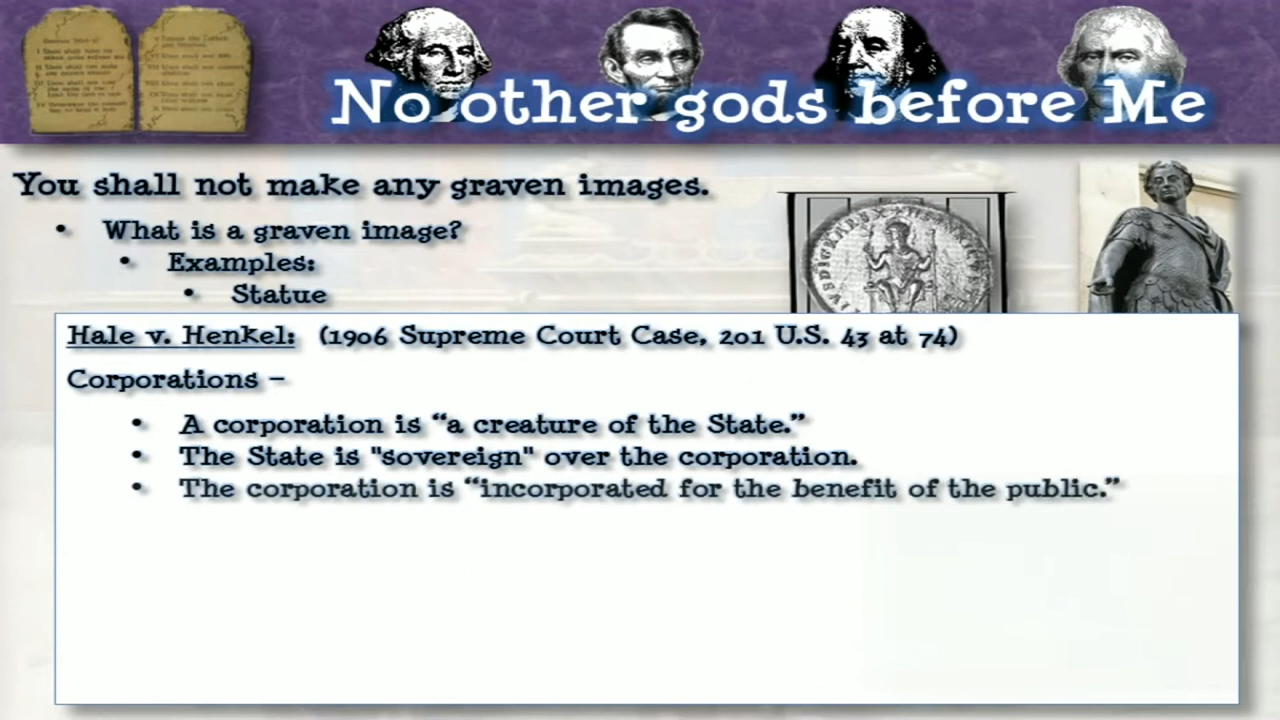 No other gods before Me
You shall not make any graven images.
• What is a graven image?
• Examples:
• Statue
Hale v. Henkel: (1906 Supreme Court Case, 201 U.S. 43 at 74)
Corporations –
• A corporation is “a creature of the State.”
• The State is "sovereign" over the corporation.
• The corporation is “incorporated for the benefit of the public.”